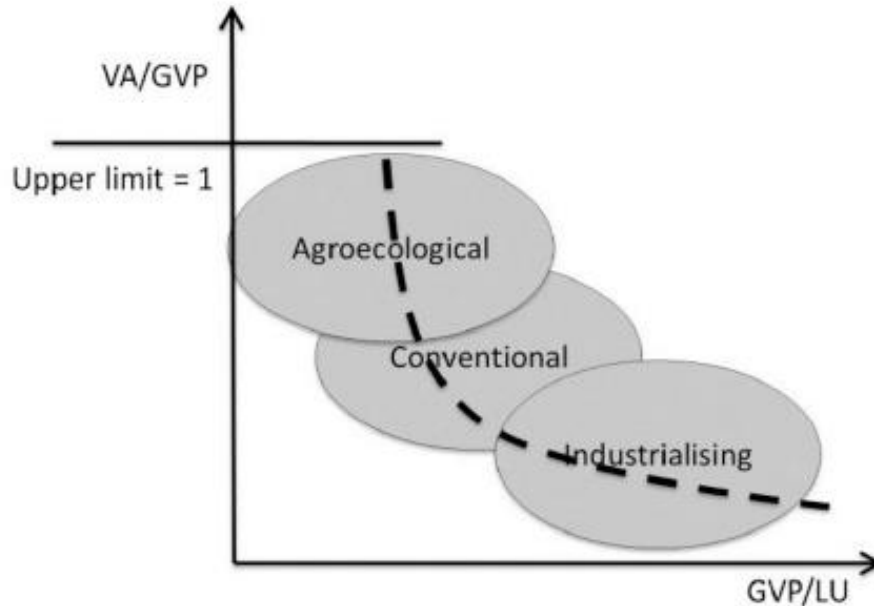 VA/GVP
Upper limit = 1
Agroecological
Conventional
Industrialising
GVP/LU